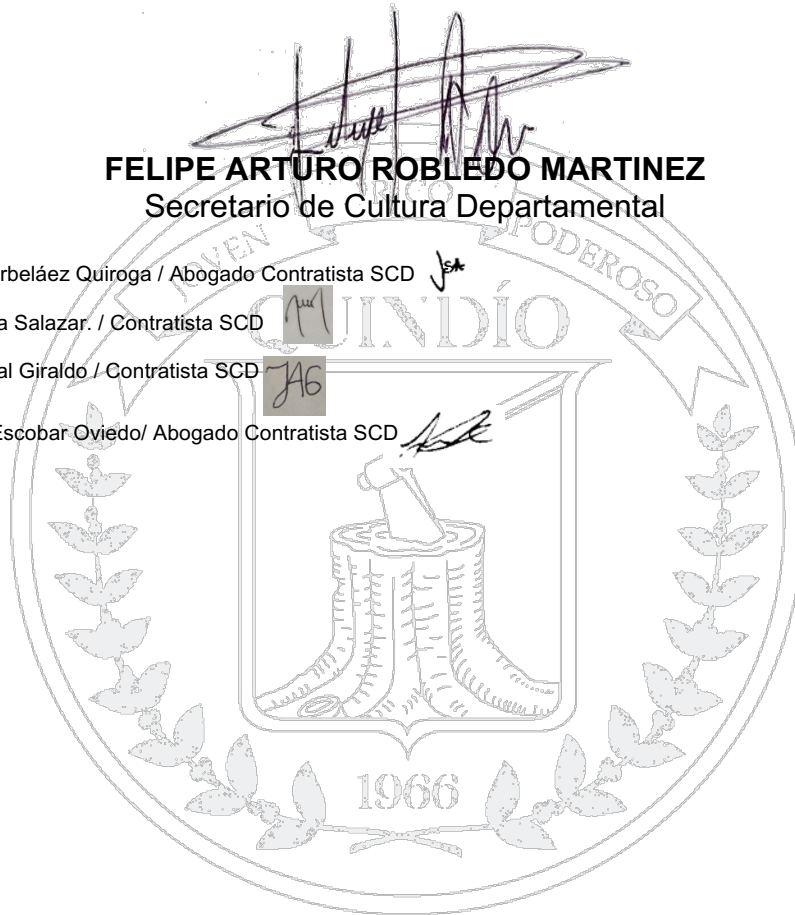 FELIPE ARTURO ROBLEDO MARTINEZ
Secretario de Cultura Departamental
JOVEN RICO PODEROSO
rbeláez Quiroga / Abogado Contratista SCD
a Salazar. / Contratista SCD
al Giraldo / Contratista SCD JAG
Escobar Oviedo/ Abogado Contratista SCD
QUINDÍO
1966